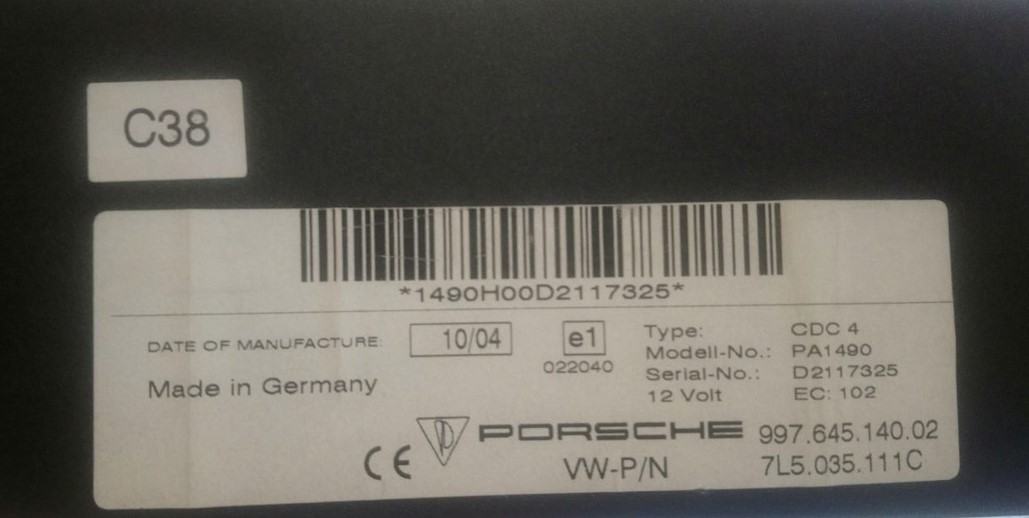 C38
*1490H00D2117325*
DATE OF MANUFACTURE: 10/04
e1
022040
Made in Germany
Type: CDC 4
Modell-No.: PA1490
Serial-No.: D2117325
12 Volt EC: 102
PORSCHE 997.645.140.02
CE VW-P/N 7L5.035.111C